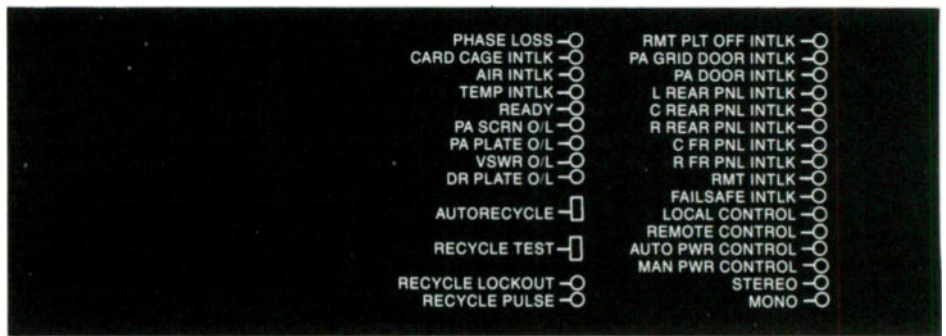 PHASE LOSS
CARD CAGE INTLK
AIR INTLK
TEMP INTLK
READY
PA SCRN O/L
PA PLATE O/L
VSWR O/L
DR PLATE O/L
AUTORECYCLE
RECYCLE TEST
RECYCLE LOCKOUT
RECYCLE PULSE
RMT PLT OFF INTLK
PA GRID DOOR INTLK
PA DOOR INTLK
L REAR PNL INTLK
C REAR PNL INTLK
R REAR PNL INTLK
C FR PNL INTLK
R FR PNL INTLK
RMT INTLK
FAILSAFE INTLK
LOCAL CONTROL
REMOTE CONTROL
AUTO PWR CONTROL
MAN PWR CONTROL
STEREO
MONO